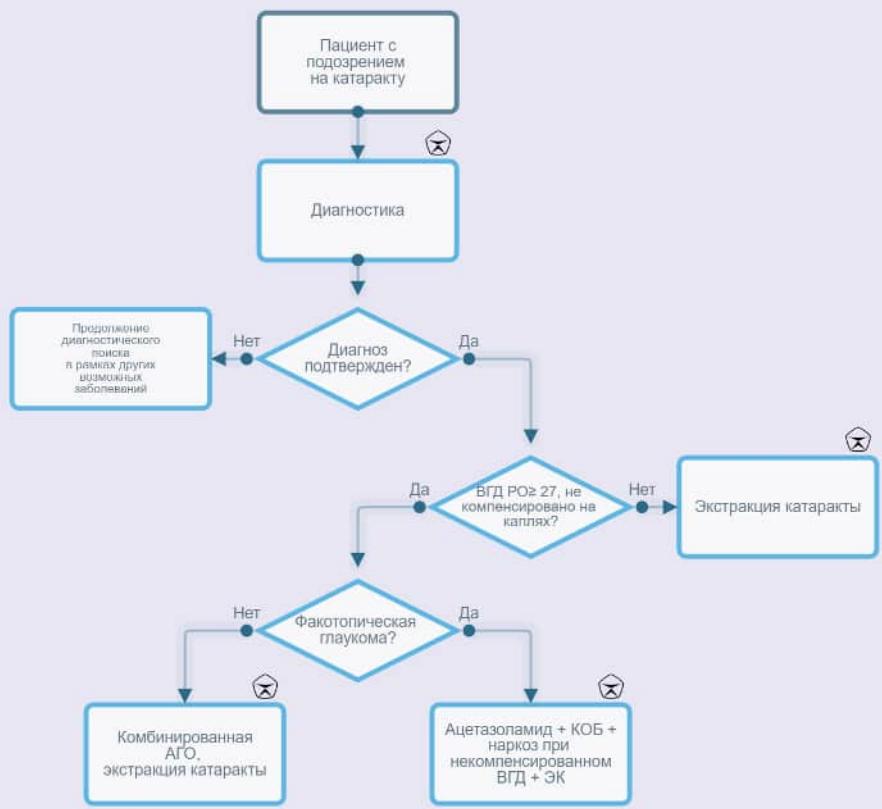 Пациент с
подозрением
на катаракту
Диагностика
Диагноз
подтвержден?
Нет
Да
Продолжение
диагностического
поиска
в рамках других
возможных
заболеваний
ВГД РО≥ 27, не
компенсировано на
каплях?
Да
Нет
Экстракция катаракты
Факотопическая
глаукома?
Нет
Да
Комбинированная
АГО,
экстракция катаракты
Ацетазоламид + КОБ +
наркоз при
некомпенсированном
ВГД + ЭК